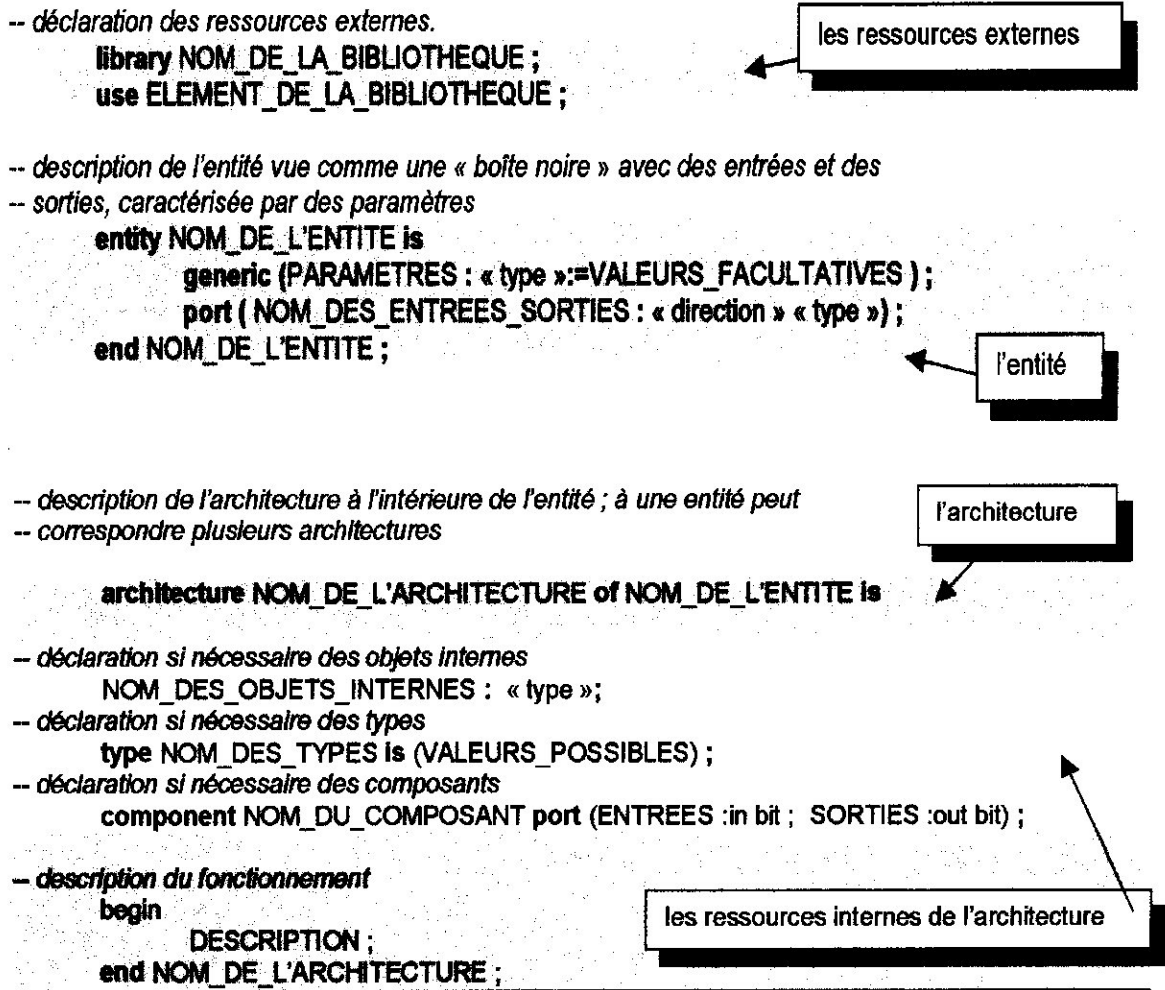 -- déclaration des ressources externes.
les ressources externes
library NOM_DE_LA_BIBLIOTHEQUE ;
use ELEMENT_DE_LA_BIBLIOTHEQUE ;
-- description de l'entité vue comme une « boîte noire » avec des entrées et des
-- sorties, caractérisée par des paramètres
entity NOM_DE_L'ENTITE is
generic (PARAMETRES : « type »:=VALEURS_FACULTATIVES ) ;
port ( NOM_DES_ENTREES_SORTIES : « direction » « type ») ;
end NOM_DE_L'ENTITE ;
l'entité
-- description de l'architecture à l'intérieure de l'entité ; à une entité peut
-- correspondre plusieurs architectures
l'architecture
architecture NOM_DE_L'ARCHITECTURE of NOM_DE_L'ENTITE is
-- déclaration si nécessaire des objets internes
NOM_DES_OBJETS_INTERNES : « type »;
-- déclaration si nécessaire des types
type NOM_DES_TYPES is (VALEURS_POSSIBLES) ;
-- déclaration si nécessaire des composants
component NOM_DU_COMPOSANT port (ENTREES :in bit ; SORTIES :out bit) ;
-- description du fonctionnement
begin
les ressources internes de l'architecture
DESCRIPTION ;
end NOM_DE_L'ARCHITECTURE ;